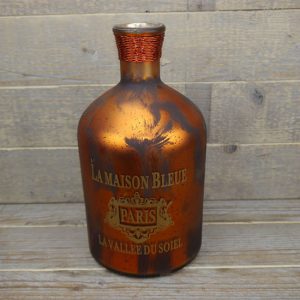 LA MAISON BLEUE
PARIS
LA VALLEE DU SOIEL